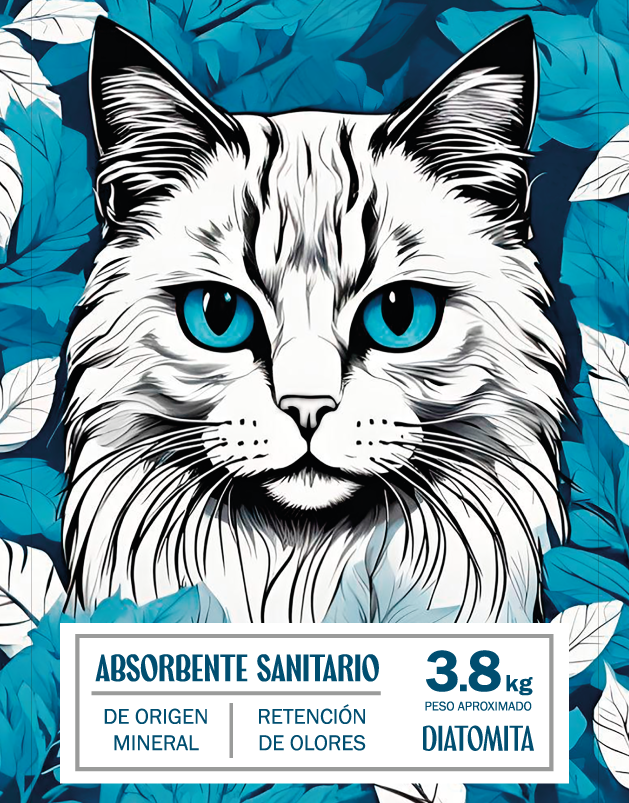 ABSORBENTE SANITARIO
DE ORIGEN
MINERAL
RETENCIÓN
DE OLORES
3.8 kg
PESO APROXIMADO
DIATOMITA